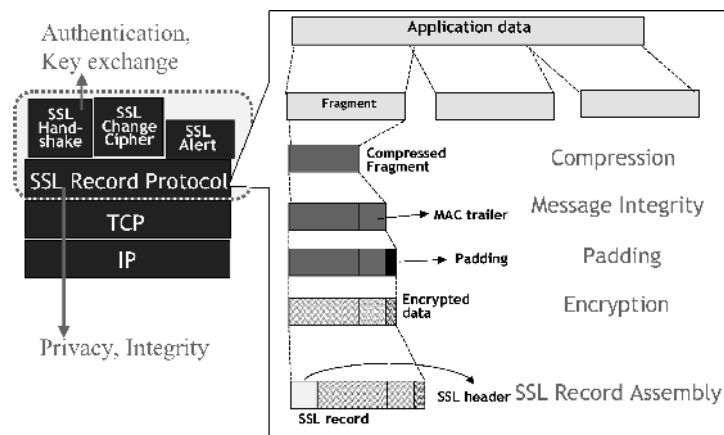 Authentication,
Key exchange
SSL
Hand-
shake
SSL
Change
Cipher
SSL
Alert
SSL Record Protocol
TCP
IP
Privacy, Integrity
Application data
Fragment
Compressed
Fragment
Compression
MAC trailer
Message Integrity
Padding
Padding
Encrypted
data
Encryption
SSL header
SSL Record Assembly
SSL record